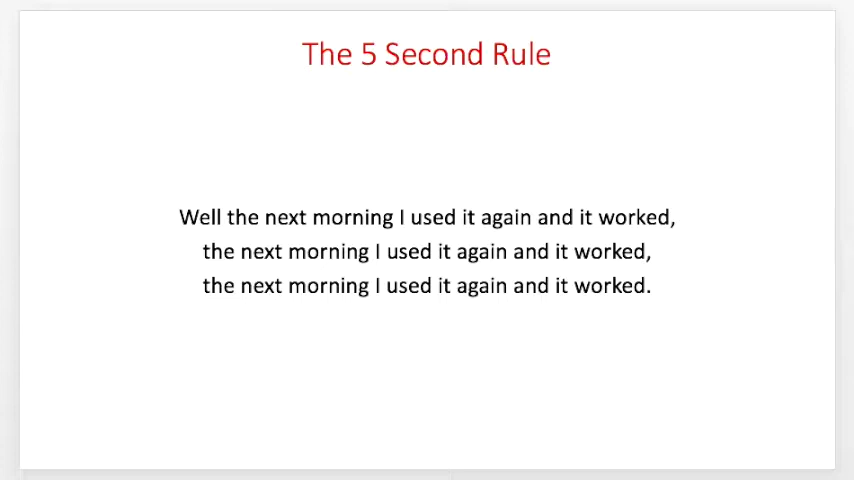 The 5 Second Rule
Well the next morning I used it again and it worked,
the next morning I used it again and it worked,
the next morning I used it again and it worked.